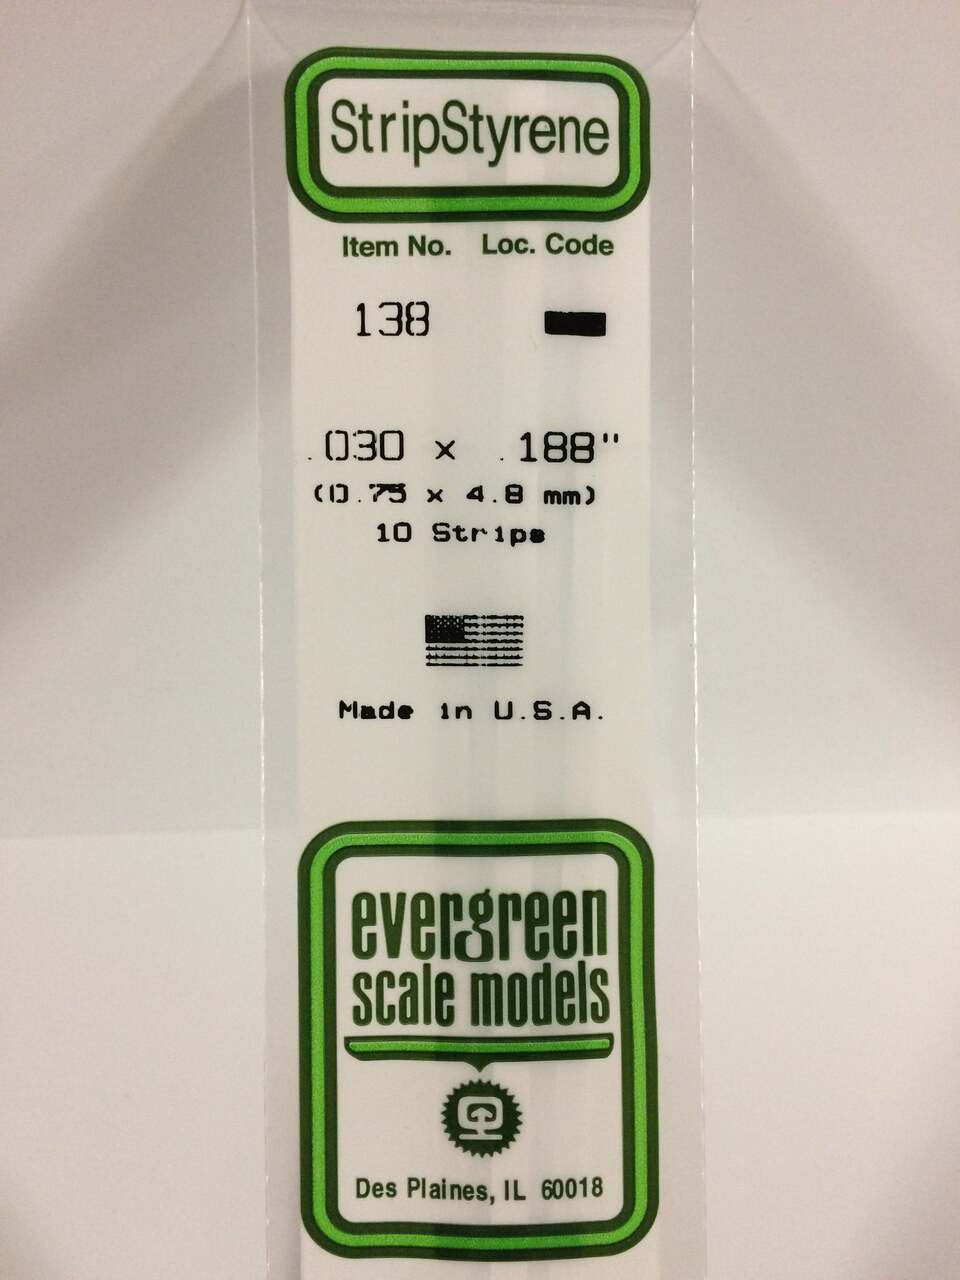 StripStyrene
Item No. Loc. Code
138
.030 x .188"
(0.75 x 4.8 mm)
10 Strips
Made in U.S.A.
evergreen
scale models
Des Plaines, IL 60018